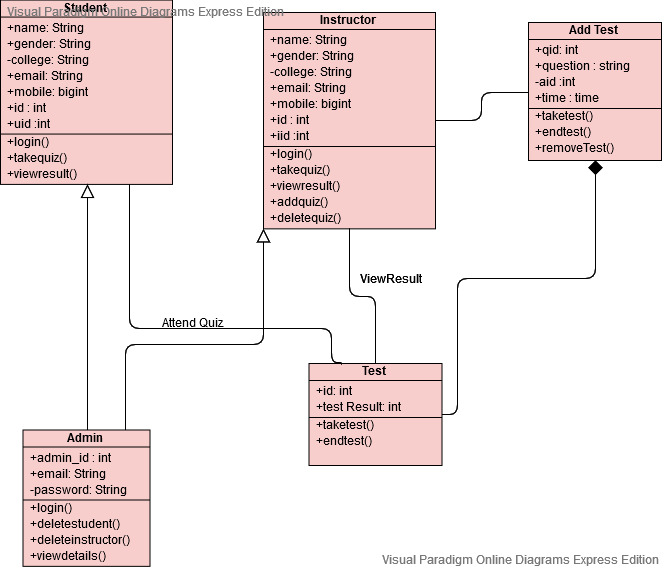 Visual Paradigm Online Diagrams Express Edition
Student
+name: String
+gender: String
-college: String
+email: String
+mobile: bigint
+id : int
+uid :int
+login()
+takequiz()
+viewresult()
Instructor
+name: String
+gender: String
-college: String
+email: String
+mobile: bigint
+id : int
+iid :int
+login()
+takequiz()
+viewresult()
+addquiz()
+deletequiz()
Add Test
+qid: int
+question : string
-aid :int
+time : time
+taketest()
+endtest()
+removeTest()
ViewResult
Attend Quiz
Test
+id: int
+test Result: int
+taketest()
+endtest()
Admin
+admin_id : int
+email: String
-password: String
+login()
+deletestudent()
+deleteinstructor()
+viewdetails()
Visual Paradigm Online Diagrams Express Edition